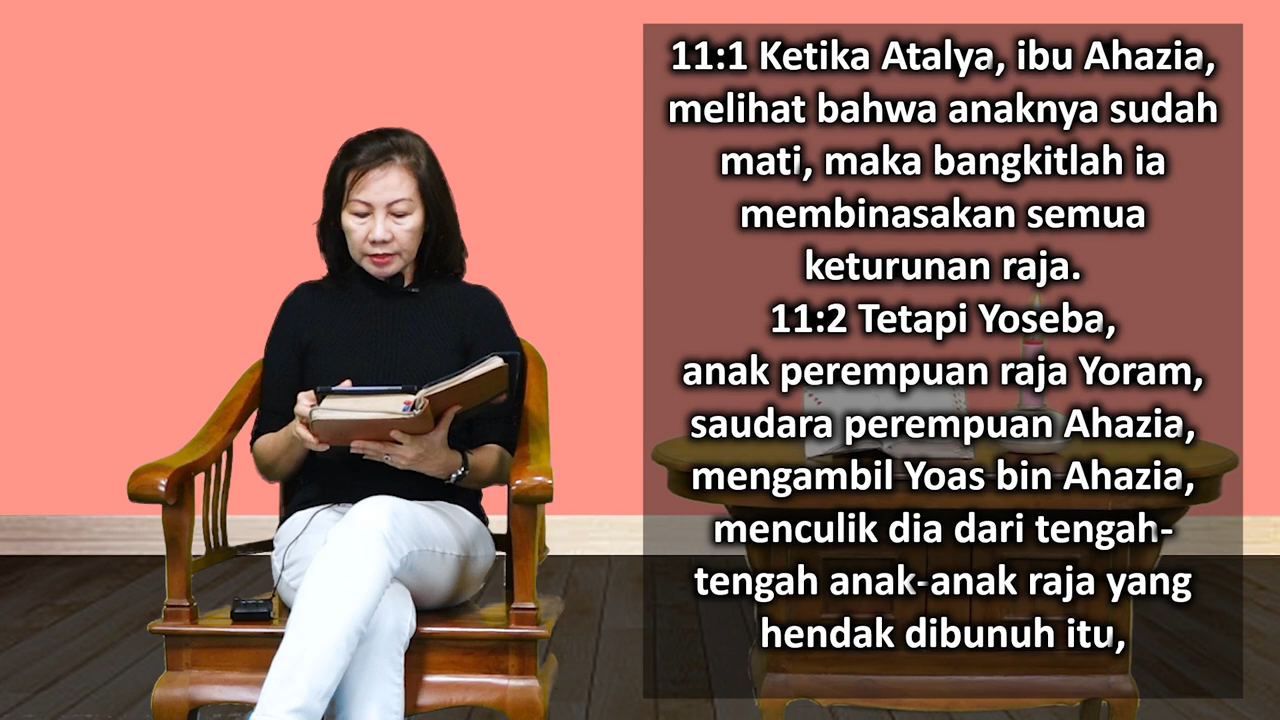 11:1 Ketika Atalya, ibu Ahazia,
melihat bahwa anaknya sudah
mati, maka bangkitlah ia
membinasakan semua
keturunan raja.
11:2 Tetapi Yoseba,
anak perempuan raja Yoram,
saudara perempuan Ahazia,
mengambil Yoas bin Ahazia,
menculik dia dari tengah-
tengah anak-anak raja yang
hendak dibunuh itu,